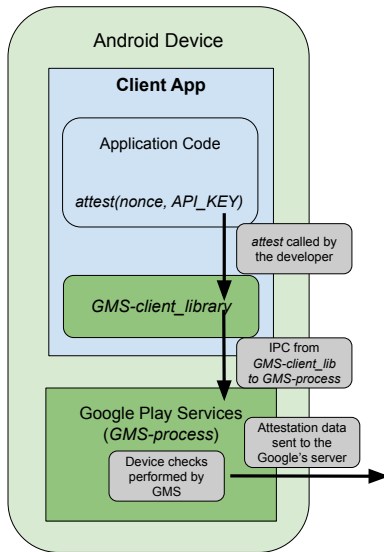 Android Device
Client App
Application Code
attest(nonce, API_KEY)
attest called by
the developer
GMS-client_library
IPC from
GMS-client_lib
to GMS-process
Google Play Services
(GMS-process)
Device checks
performed by
GMS
Attestation data
sent to the
Google's server